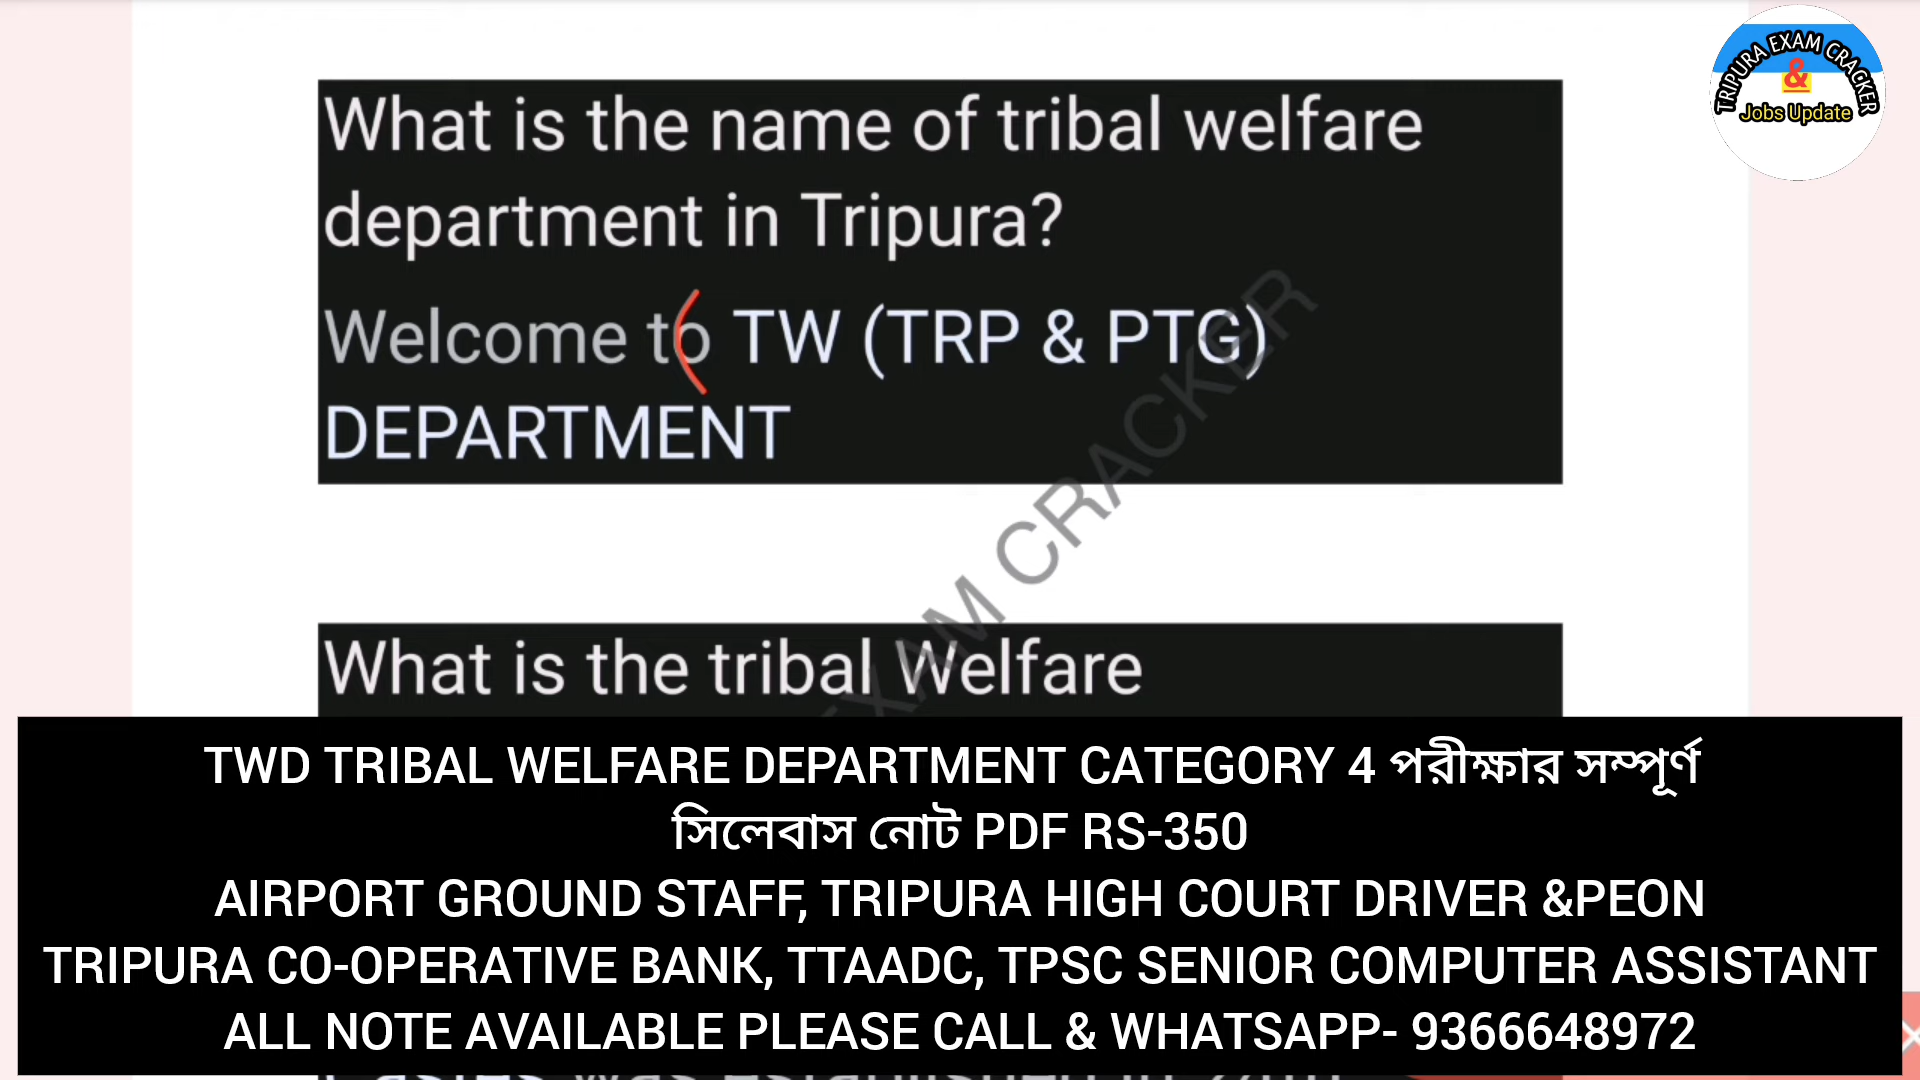 TRIPURA EXAM CRACKER
&
Jobs Update
What is the name of tribal welfare
department in Tripura?
Welcome to TW (TRP & PTG)
DEPARTMENT
EXAM CRACKER
What is the tribal Welfare
TWD TRIBAL WELFARE DEPARTMENT CATEGORY 4 পরীক্ষার সম্পূর্ণ
সিলেবাস নোট PDF RS-350
AIRPORT GROUND STAFF, TRIPURA HIGH COURT DRIVER &PEON
TRIPURA CO-OPERATIVE BANK, TTAADC, TPSC SENIOR COMPUTER ASSISTANT
ALL NOTE AVAILABLE PLEASE CALL & WHATSAPP- 9366648972